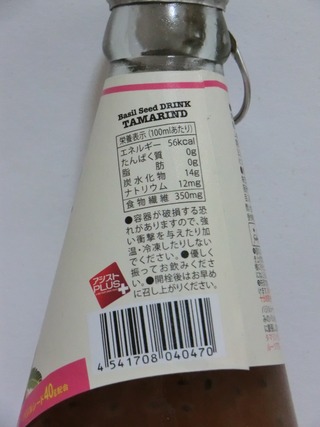 Basil Seed DRINK
TAMARIND
栄養表示(100mlあたり)
エネルギー 56kcal
たんぱく質 0g
脂肪 0g
炭水化物 14g
ナトリウム 12mg
食物繊維 350mg
●容器が破損する恐
れがありますので、強
い衝撃を与えたり加
温・冷凍したりしない
でください。●優しく
振ってお飲みくださ
い。●開栓後はお早め
に召し上がりください。
アシスト
PLUS
4 541708 040470